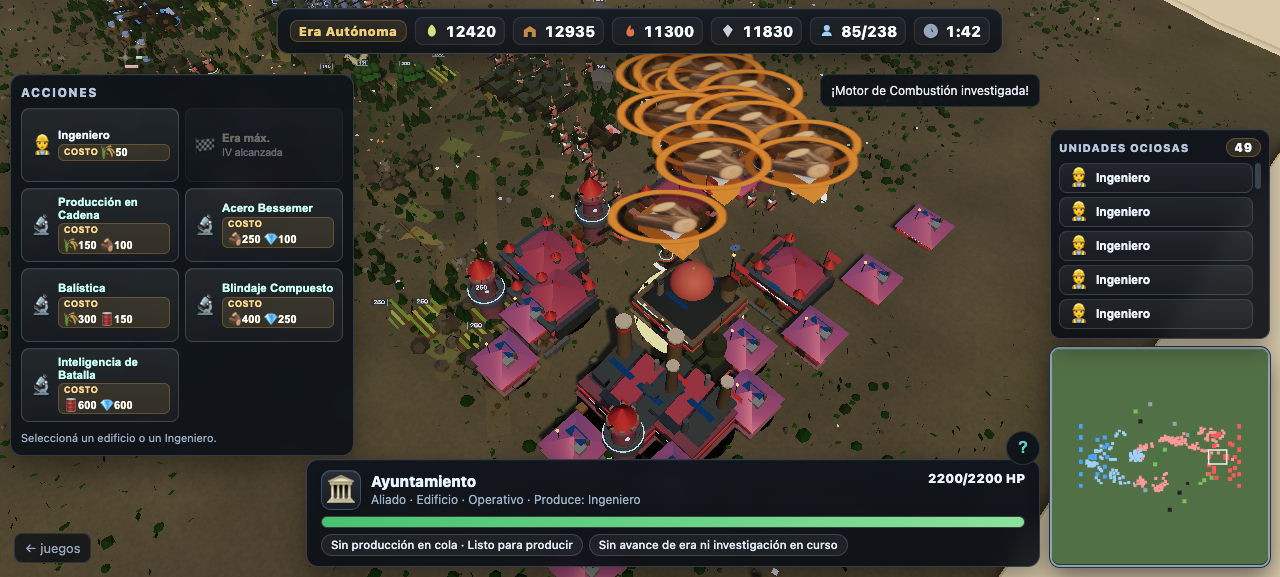 Era Autónoma
12420
12935
11300
11830
85/238
1:42
ACCIONES
Ingeniero
COSTO 50
Era máx.
IV alcanzada
Producción en
Cadena
COSTO
150 100
Acero Bessemer
COSTO
250 100
Balística
COSTO
300 150
Blindaje Compuesto
COSTO
400 250
Inteligencia de
Batalla
COSTO
600 600
Seleccioná un edificio o un Ingeniero.
¡Motor de Combustión investigada!
UNIDADES OCIOSAS 49
Ingeniero
Ingeniero
Ingeniero
Ingeniero
Ingeniero
250
250
?
Ayuntamiento
2200/2200 HP
Aliado · Edificio · Operativo · Produce: Ingeniero
Sin producción en cola · Listo para producir
Sin avance de era ni investigación en curso
← juegos